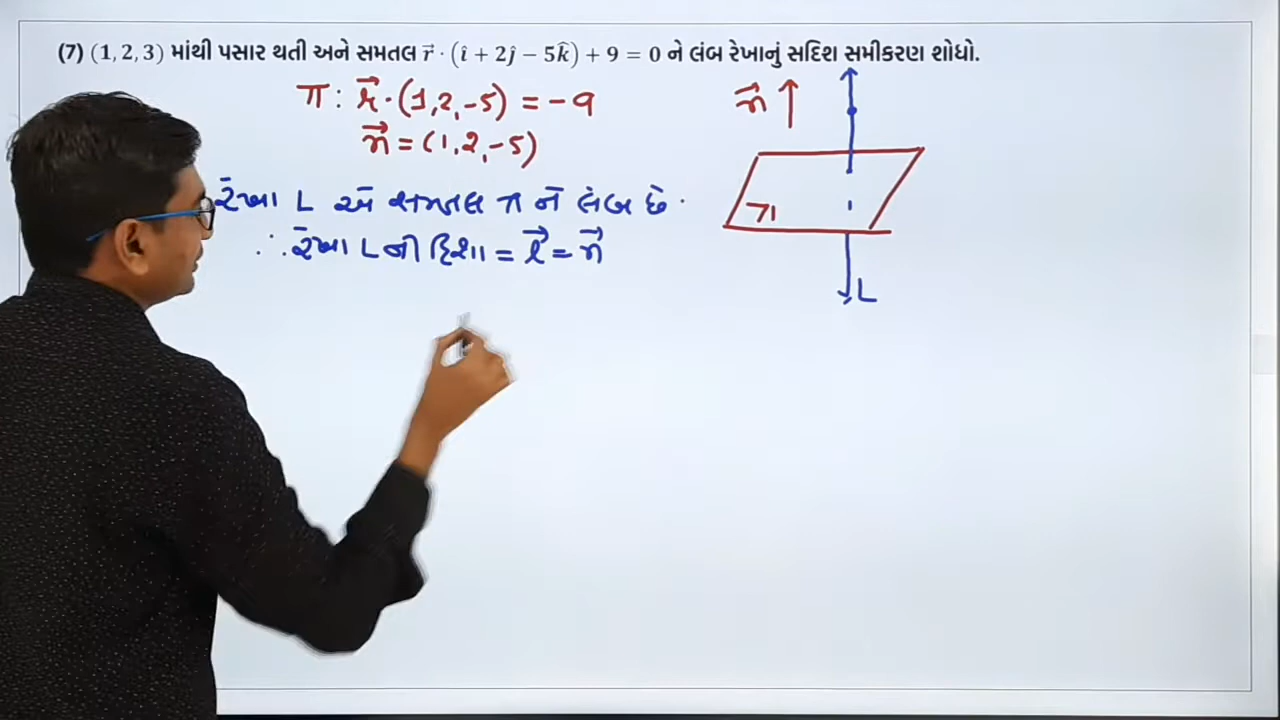 (7) (1, 2, 3) માંથી પસાર થતી અને સમતલ r⃗ · (î + 2ĵ − 5k̂) + 9 = 0 ને લંબ રેખાનું સદિશ સમીકરણ શોધો.
π : r⃗ · (1, 2, -5) = -9
n⃗ = (1, 2, -5)
રેખા L એ સમતલ π ને લંબ છે.
∴ રેખા L ની દિશા = l⃗ = n⃗
n⃗
π
L